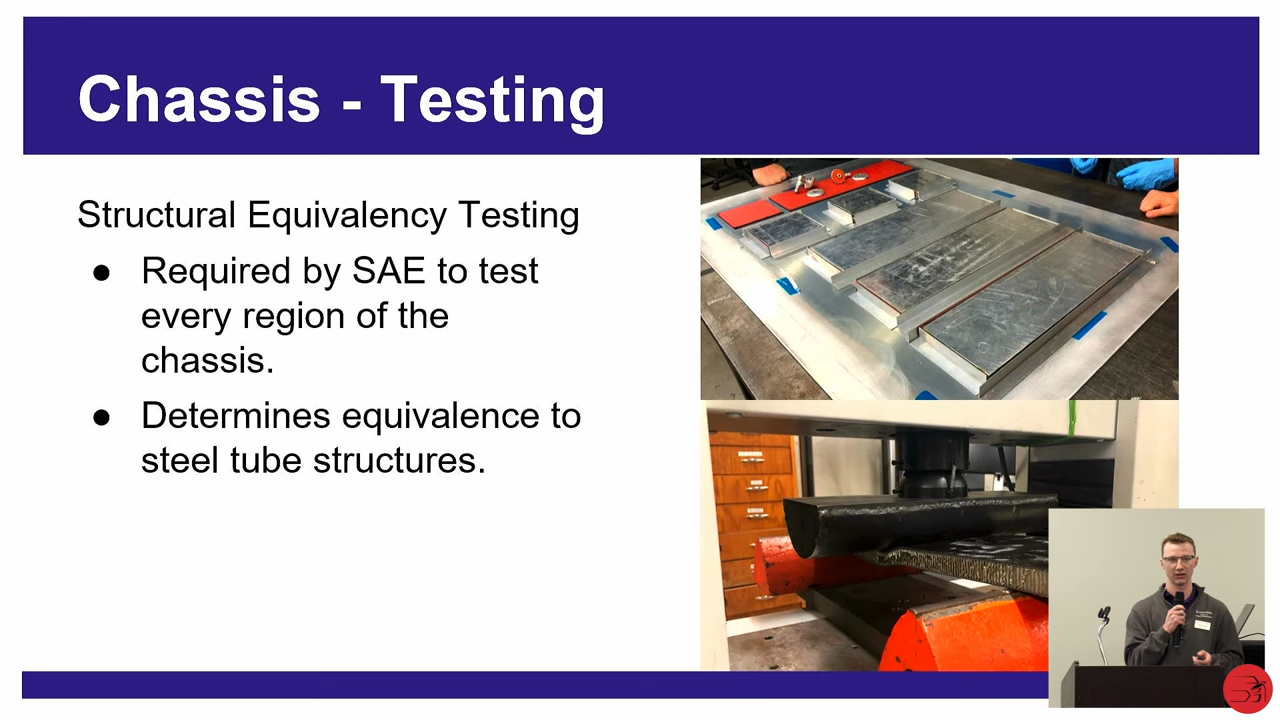 Chassis - Testing
Structural Equivalency Testing
● Required by SAE to test
every region of the
chassis.
● Determines equivalence to
steel tube structures.